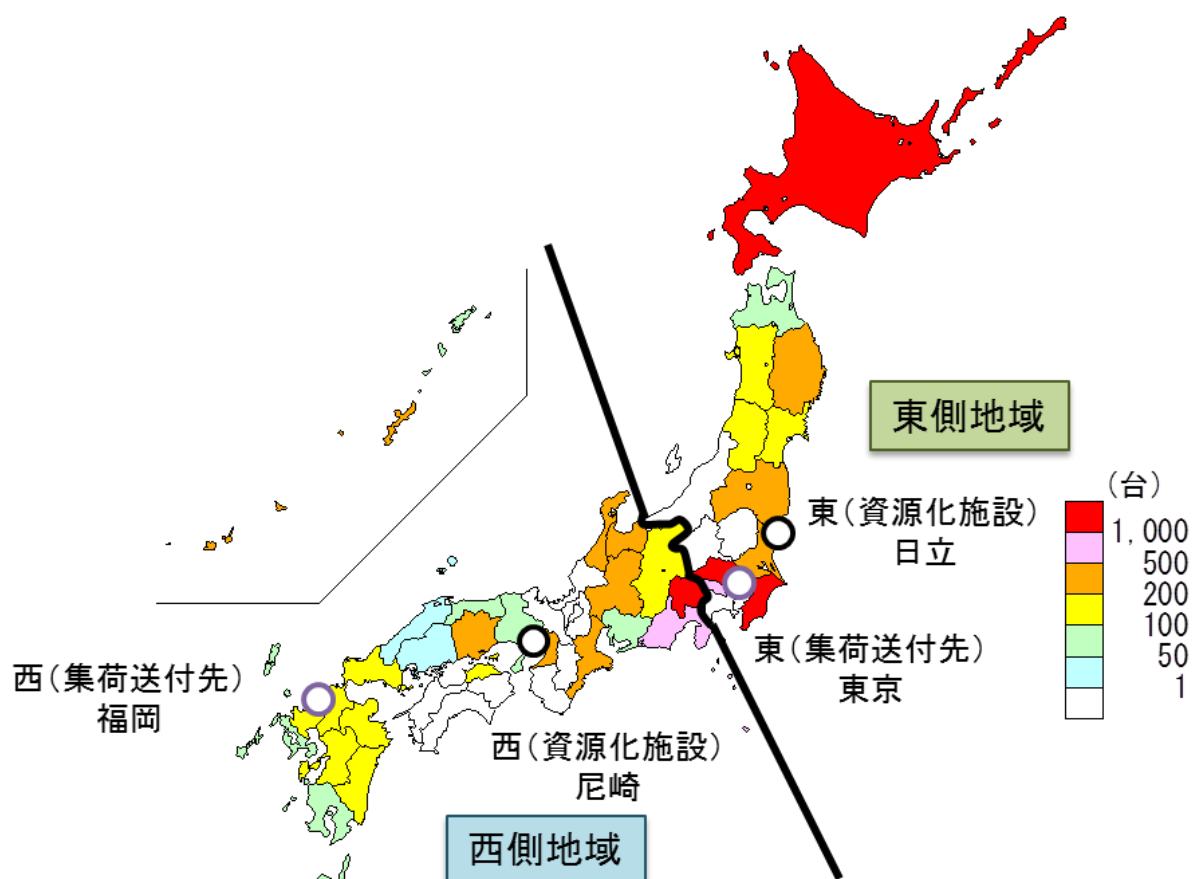 東側地域
(台)
1,000
500
200
100
50
1
東(資源化施設)
日立
東(集荷送付先)
東京
西(集荷送付先)
福岡
西(資源化施設)
尼崎
西側地域